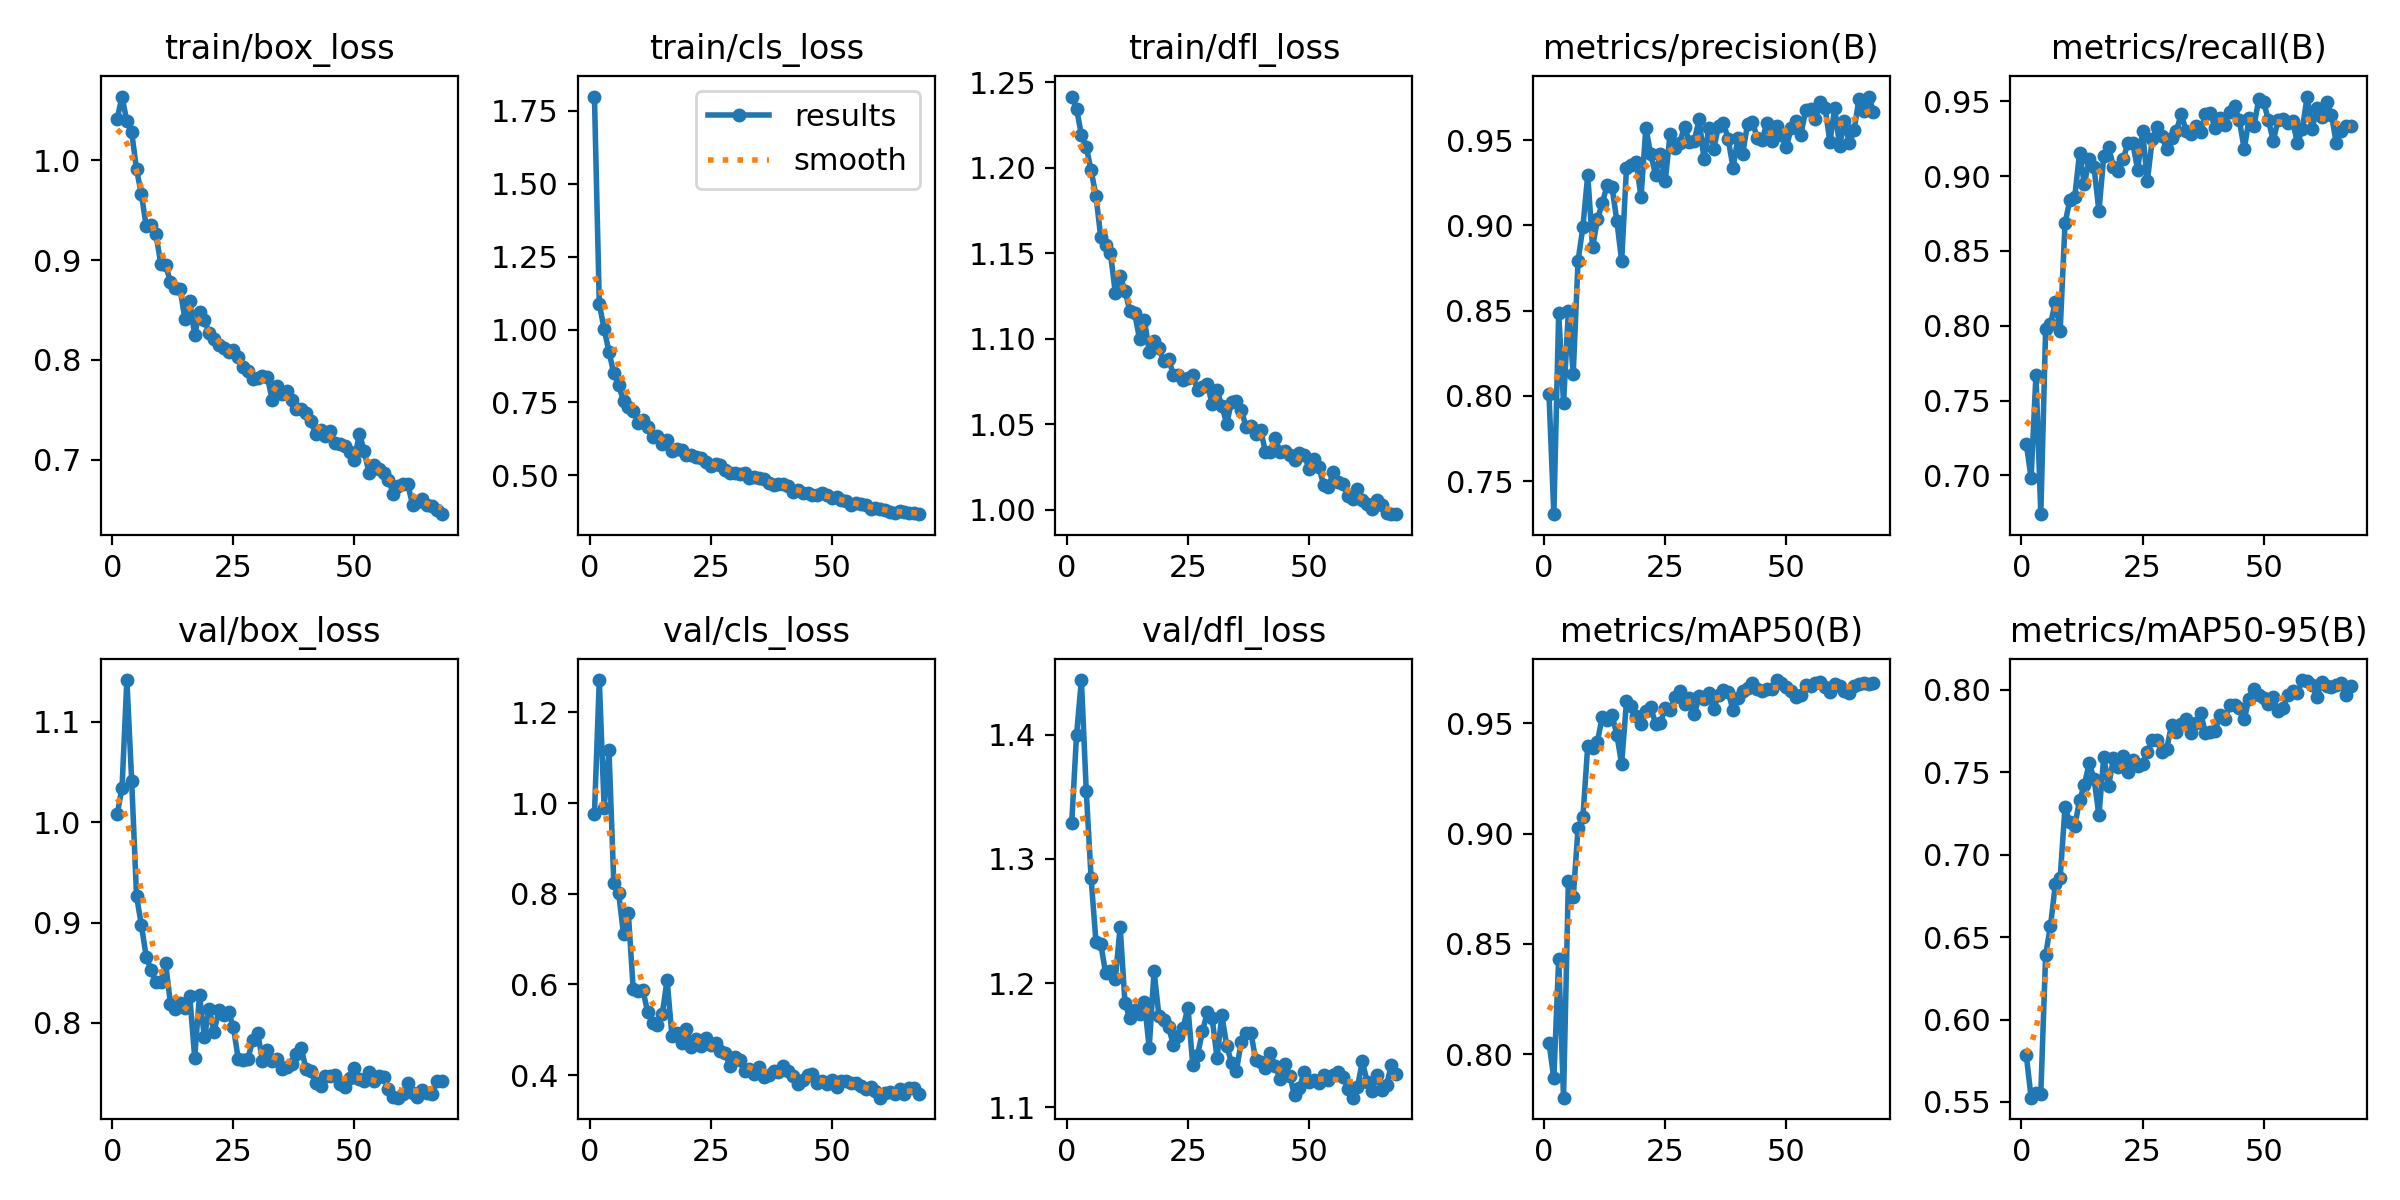 train/box_loss
train/cls_loss
train/dfl_loss
metrics/precision(B)
metrics/recall(B)
1.0
0.9
0.8
0.7
0 25 50
1.75
1.50
1.25
1.00
0.75
0.50
results
smooth
0 25 50
1.25
1.20
1.15
1.10
1.05
1.00
0 25 50
0.95
0.90
0.85
0.80
0.75
0 25 50
0.95
0.90
0.85
0.80
0.75
0.70
0 25 50
val/box_loss
val/cls_loss
val/dfl_loss
metrics/mAP50(B)
metrics/mAP50-95(B)
1.1
1.0
0.9
0.8
0 25 50
1.2
1.0
0.8
0.6
0.4
0 25 50
1.4
1.3
1.2
1.1
0 25 50
0.95
0.90
0.85
0.80
0 25 50
0.80
0.75
0.70
0.65
0.60
0.55
0 25 50